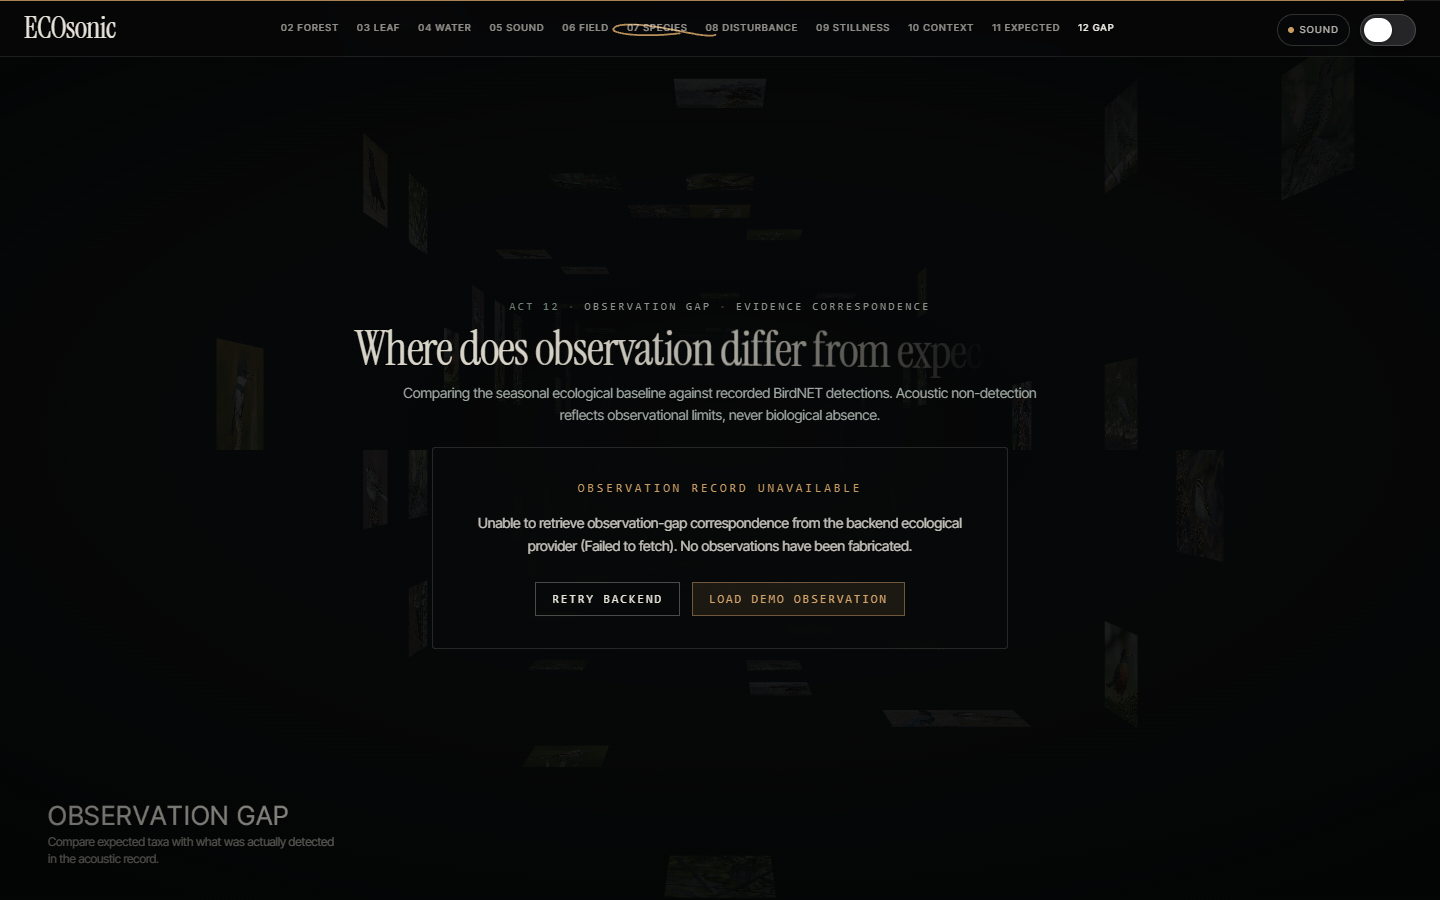 ECOsonic
02 FOREST 03 LEAF 04 WATER 05 SOUND 06 FIELD 07 SPECIES 08 DISTURBANCE 09 STILLNESS 10 CONTEXT 11 EXPECTED 12 GAP
SOUND
ACT 12 - OBSERVATION GAP · EVIDENCE CORRESPONDENCE
Where does observation differ from expec
Comparing the seasonal ecological baseline against recorded BirdNET detections. Acoustic non-detection
reflects observational limits, never biological absence.
OBSERVATION RECORD UNAVAILABLE
Unable to retrieve observation-gap correspondence from the backend ecological
provider (Failed to fetch). No observations have been fabricated.
RETRY BACKEND
LOAD DEMO OBSERVATION
OBSERVATION GAP
Compare expected taxa with what was actually detected
in the acoustic record.